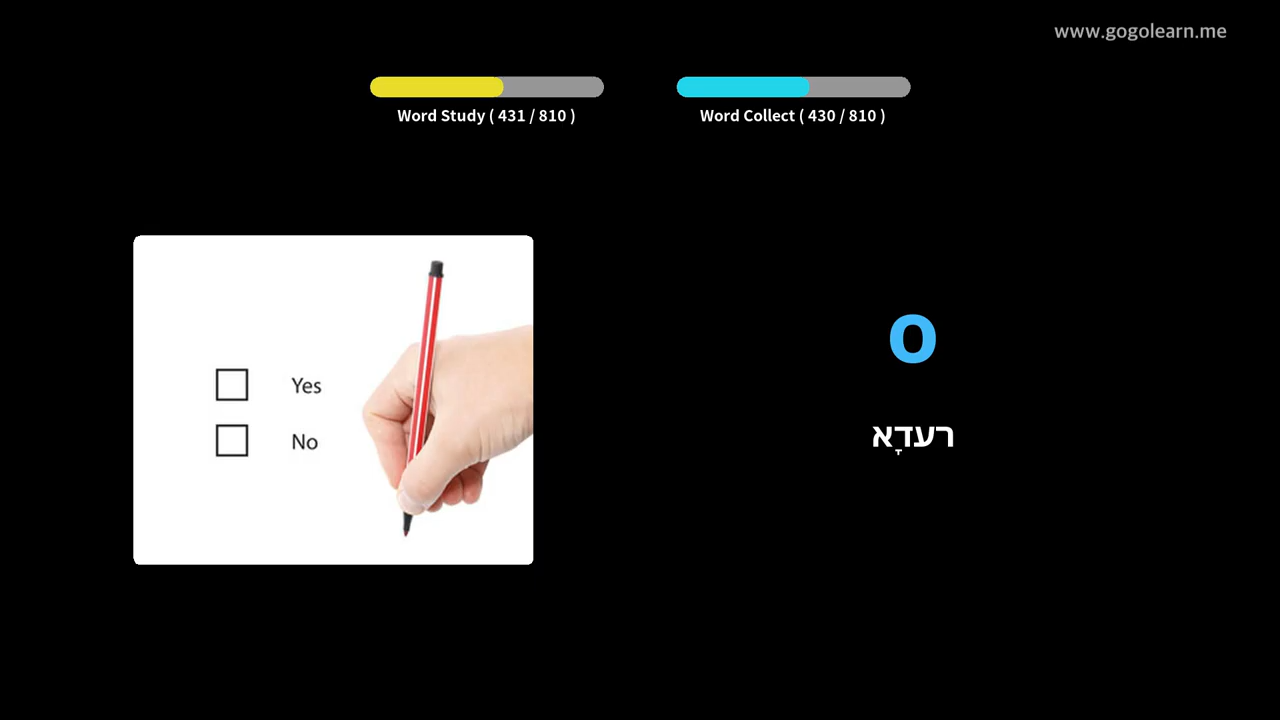 www.gogolearn.me
Word Study ( 431 / 810 )
Word Collect ( 430 / 810 )
Yes
No
o
רעדָא